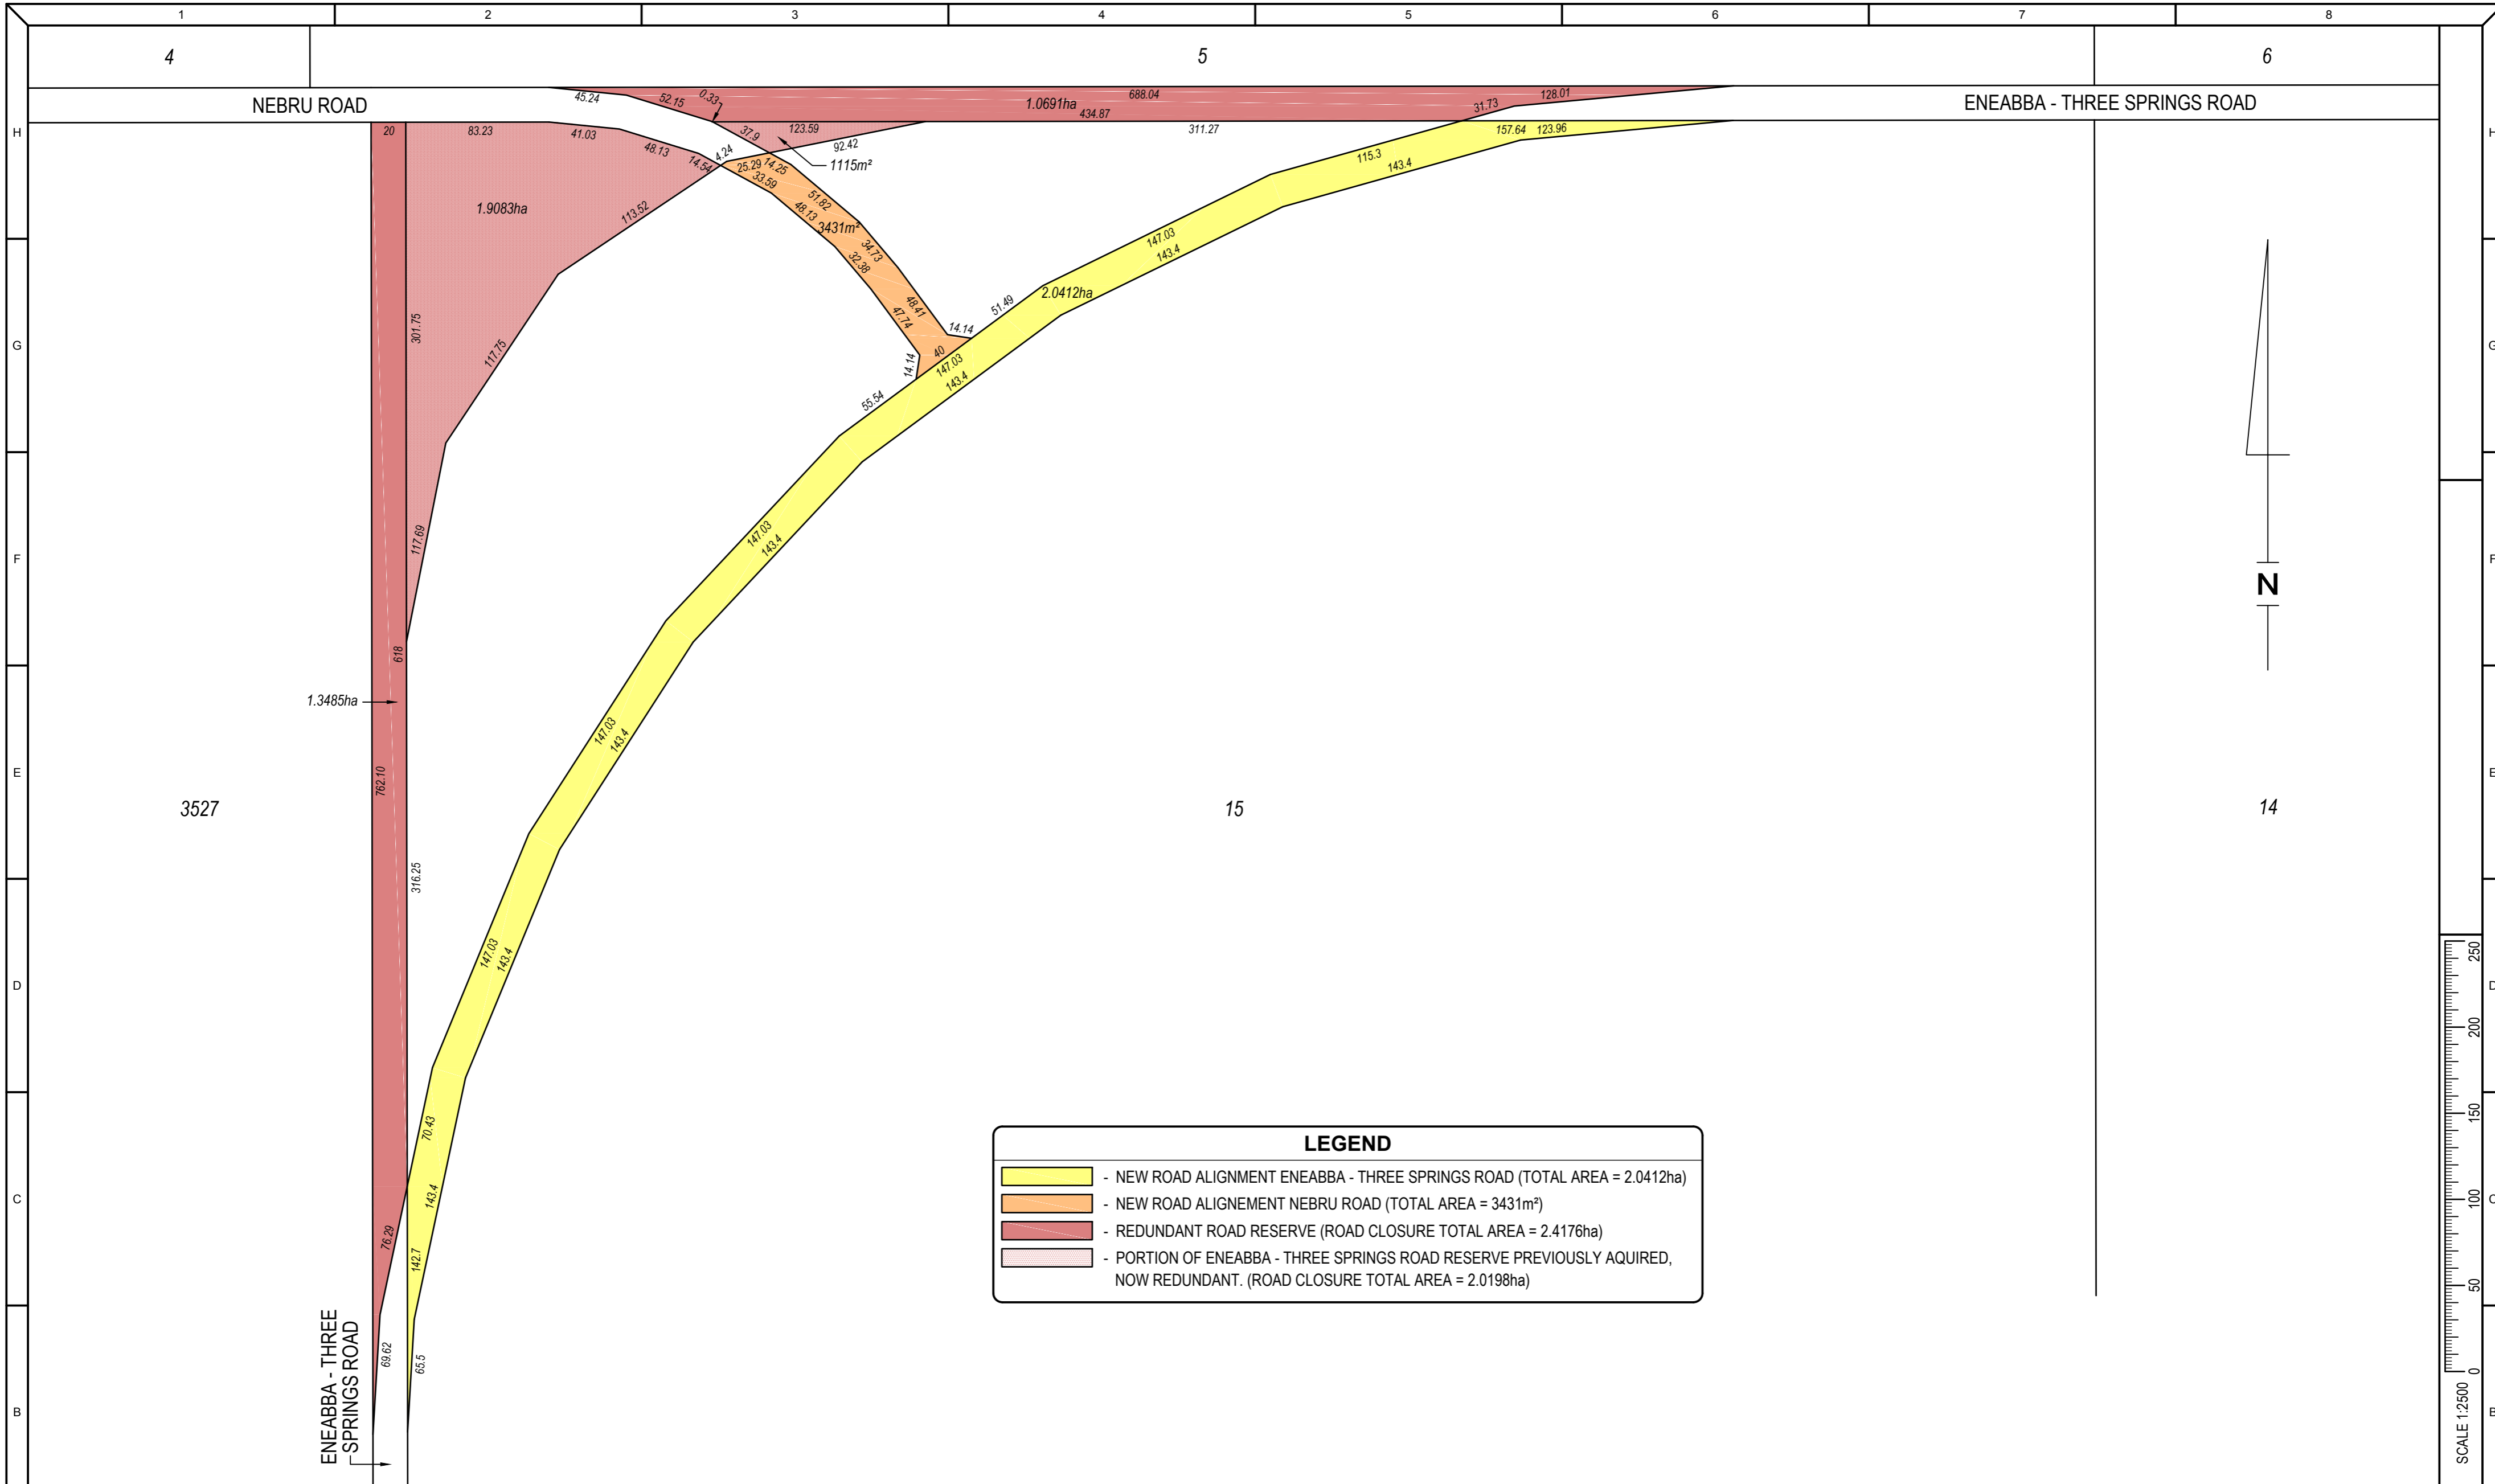 1 2 3 4 5 6 7 8
4 5 6
NEBRU ROAD
ENEABBA - THREE SPRINGS ROAD
45.24 52.15 0.33 1.0691ha 688.04 434.87 31.73 128.01
H H
20 83.23 41.03 48.13 14.54 4.24 37.9 123.59 92.42 311.27 157.64 123.96
1115m²
25.29 14.25 33.59 115.3 143.4
1.9083ha 113.52 48.13 51.82 3431m²
34.73 32.38 147.03 143.4
2.0412ha
301.75 117.75 47.74 48.41 14.14 51.49
G G
14.14 40 147.03 143.4
55.54
117.69 147.03 143.4
F F
N
618
1.3485ha
147.03 143.4
762.10
E E
3527 15 14
316.25
147.03 143.4
D D
70.43
143.4
C C
76.29 142.7
69.62 65.5
B B
ENEABBA - THREE
SPRINGS ROAD
LEGEND
- NEW ROAD ALIGNMENT ENEABBA - THREE SPRINGS ROAD (TOTAL AREA = 2.0412ha)
- NEW ROAD ALIGNEMENT NEBRU ROAD (TOTAL AREA = 3431m²)
- REDUNDANT ROAD RESERVE (ROAD CLOSURE TOTAL AREA = 2.4176ha)
- PORTION OF ENEABBA - THREE SPRINGS ROAD RESERVE PREVIOUSLY AQUIRED,
NOW REDUNDANT. (ROAD CLOSURE TOTAL AREA = 2.0198ha)
SCALE 1:2500
0 50 100 150 200 250